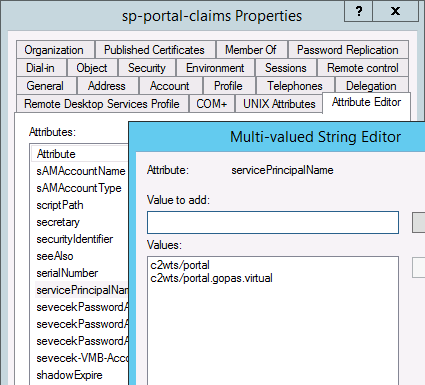 sp-portal-claims Properties
? x
Organization Published Certificates Member Of Password Replication
Dial-in Object Security Environment Sessions Remote control
General Address Account Profile Telephones Delegation
Remote Desktop Services Profile COM+ UNIX Attributes Attribute Editor
Attributes:
Attribute
sAMAccountName
sAMAccountType
scriptPath
secretary
securityIdentifier
seeAlso
serialNumber
servicePrincipalNam
sevecekPasswordA
sevecekPasswordA
sevecek-VMB-Acco
shadowExpire
Multi-valued String Editor
Attribute: servicePrincipalName
Value to add:
Values:
c2wts/portal
c2wts/portal.gopas.virtual